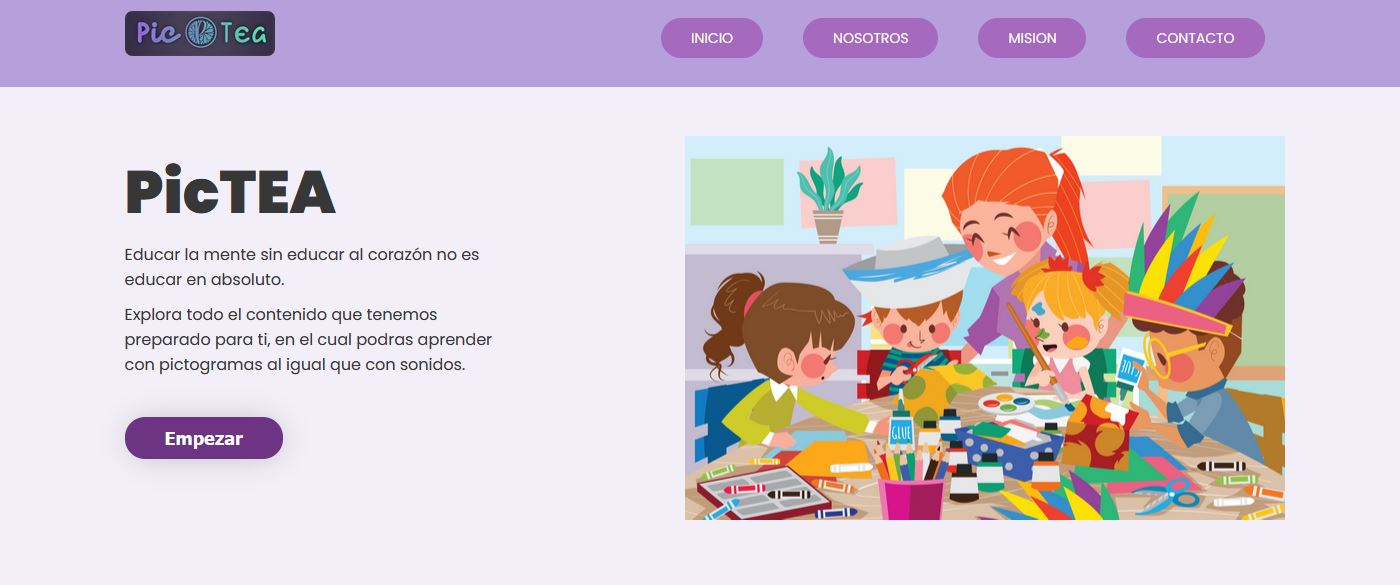 Pic Tea
INICIO
NOSOTROS
MISION
CONTACTO
PicTEA
Educar la mente sin educar al corazón no es
educar en absoluto.
Explora todo el contenido que tenemos
preparado para ti, en el cual podras aprender
con pictogramas al igual que con sonidos.
Empezar
GLUE